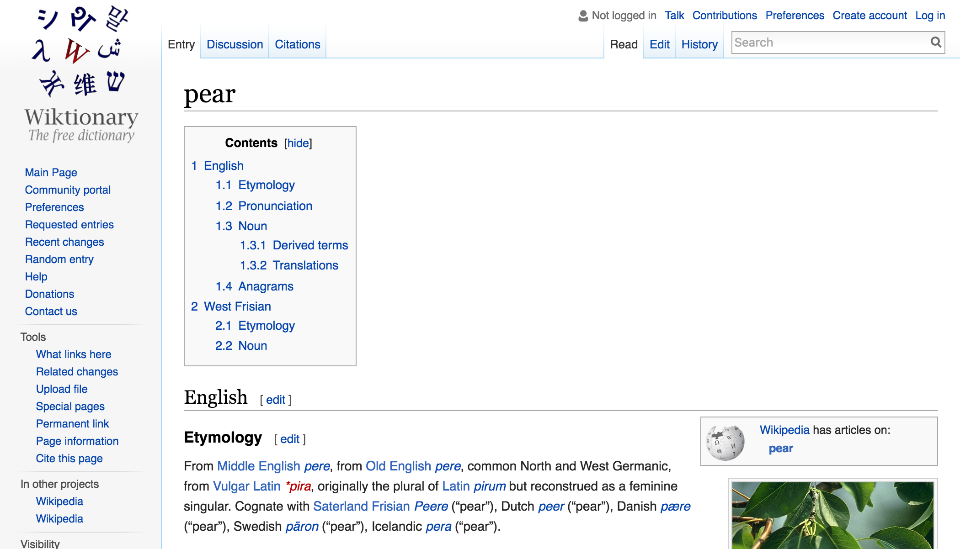 Not logged in Talk Contributions Preferences Create account Log in
Entry Discussion Citations Read Edit History Search
シ 말
W
维 ש
Wiktionary
The free dictionary
Main Page
Community portal
Preferences
Requested entries
Recent changes
Random entry
Help
Donations
Contact us
Tools
What links here
Related changes
Upload file
Special pages
Permanent link
Page information
Cite this page
In other projects
Wikipedia
Wikipedia
Visibility
pear
Contents [hide]
1 English
1.1 Etymology
1.2 Pronunciation
1.3 Noun
1.3.1 Derived terms
1.3.2 Translations
1.4 Anagrams
2 West Frisian
2.1 Etymology
2.2 Noun
English [ edit ]
Wikipedia has articles on:
pear
Etymology [ edit ]
From Middle English pere, from Old English pere, common North and West Germanic,
from Vulgar Latin *pira, originally the plural of Latin pirum but reconstrued as a feminine
singular. Cognate with Saterland Frisian Peere (“pear”), Dutch peer (“pear”), Danish pære
(“pear”), Swedish päron (“pear”), Icelandic pera (“pear”).